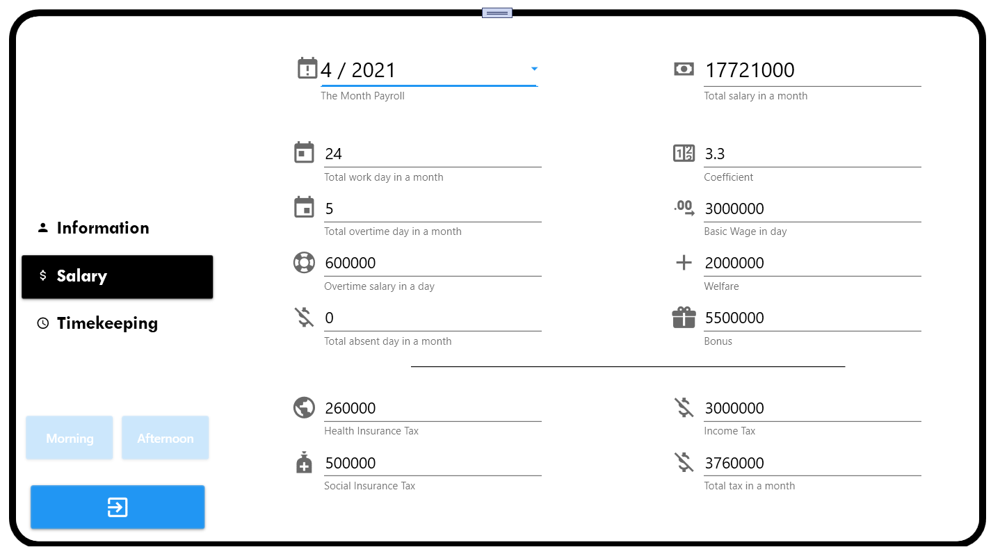 4 / 2021
The Month Payroll
17721000
Total salary in a month
24
Total work day in a month
3.3
Coefficient
5
Total overtime day in a month
.00
3000000
Basic Wage in day
600000
Overtime salary in a day
2000000
Welfare
0
Total absent day in a month
5500000
Bonus
260000
Health Insurance Tax
3000000
Income Tax
500000
Social Insurance Tax
3760000
Total tax in a month
Information
$ Salary
Timekeeping
Morning
Afternoon